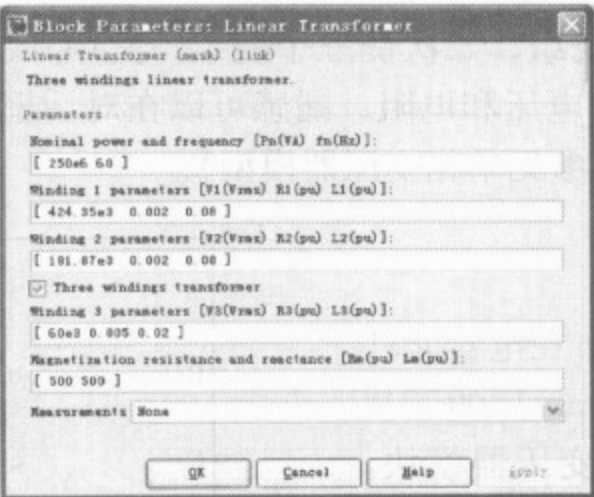 Block Parameters: Linear Transformer
Linear Transformer (mask) (link)
Three windings linear transformer.
Parameters
Nominal power and frequency [Pn(VA) fn(Hz)]:
[ 250e6 60 ]
Winding 1 parameters [V1(Vrms) R1(pu) L1(pu)]:
[ 424.35e3 0.002 0.08 ]
Winding 2 parameters [V2(Vrms) R2(pu) L2(pu)]:
[ 181.87e3 0.002 0.08 ]
Three windings transformer
Winding 3 parameters [V3(Vrms) R3(pu) L3(pu)]:
[ 60e3 0.005 0.02 ]
Magnetization resistance and reactance [Rm(pu) Lm(pu)]:
[ 500 500 ]
Measurements None
OK Cancel Help Apply